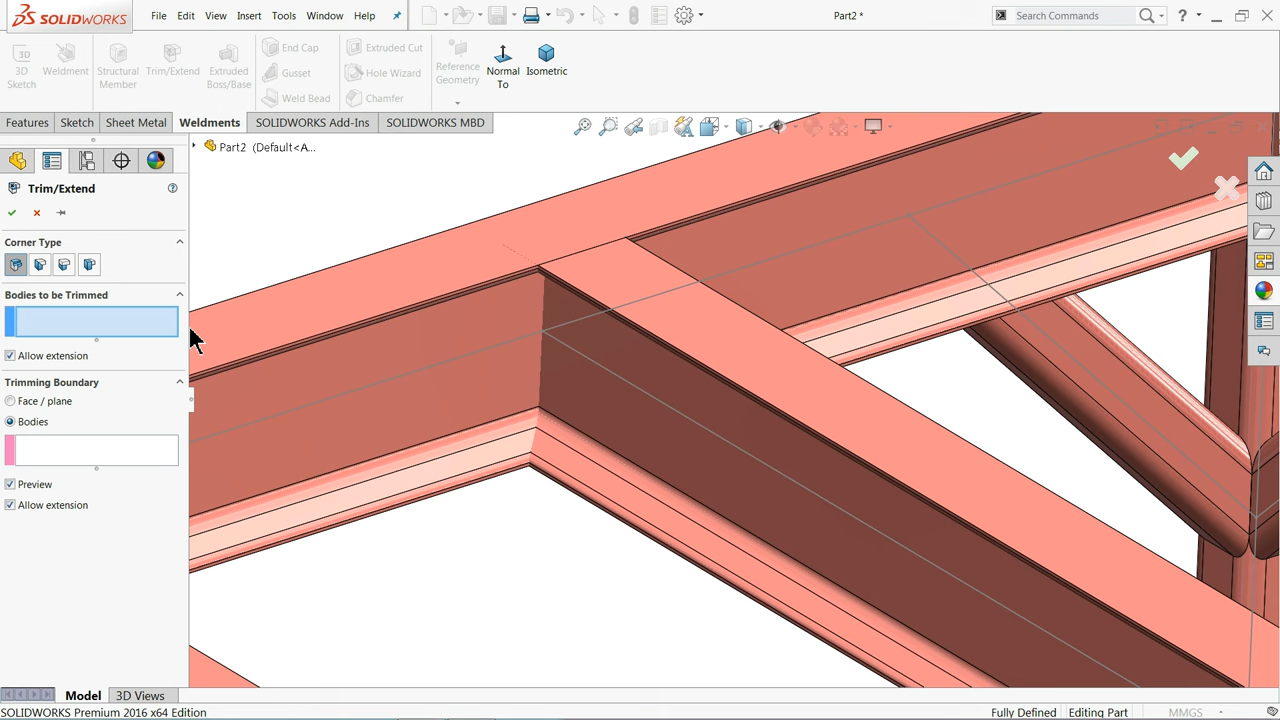 SOLIDWORKS
File Edit View Insert Tools Window Help
Part2 *
Search Commands
3D Sketch
Weldment
Structural Member
Trim/Extend
Extruded Boss/Base
End Cap
Gusset
Weld Bead
Extruded Cut
Hole Wizard
Chamfer
Reference Geometry
Normal To
Isometric
Features Sketch Sheet Metal Weldments SOLIDWORKS Add-Ins SOLIDWORKS MBD
Part2 (Default<A...
Trim/Extend
Corner Type
Bodies to be Trimmed
Allow extension
Trimming Boundary
Face / plane
Bodies
Preview
Allow extension
Model 3D Views
SOLIDWORKS Premium 2016 x64 Edition
Fully Defined Editing Part MMGS